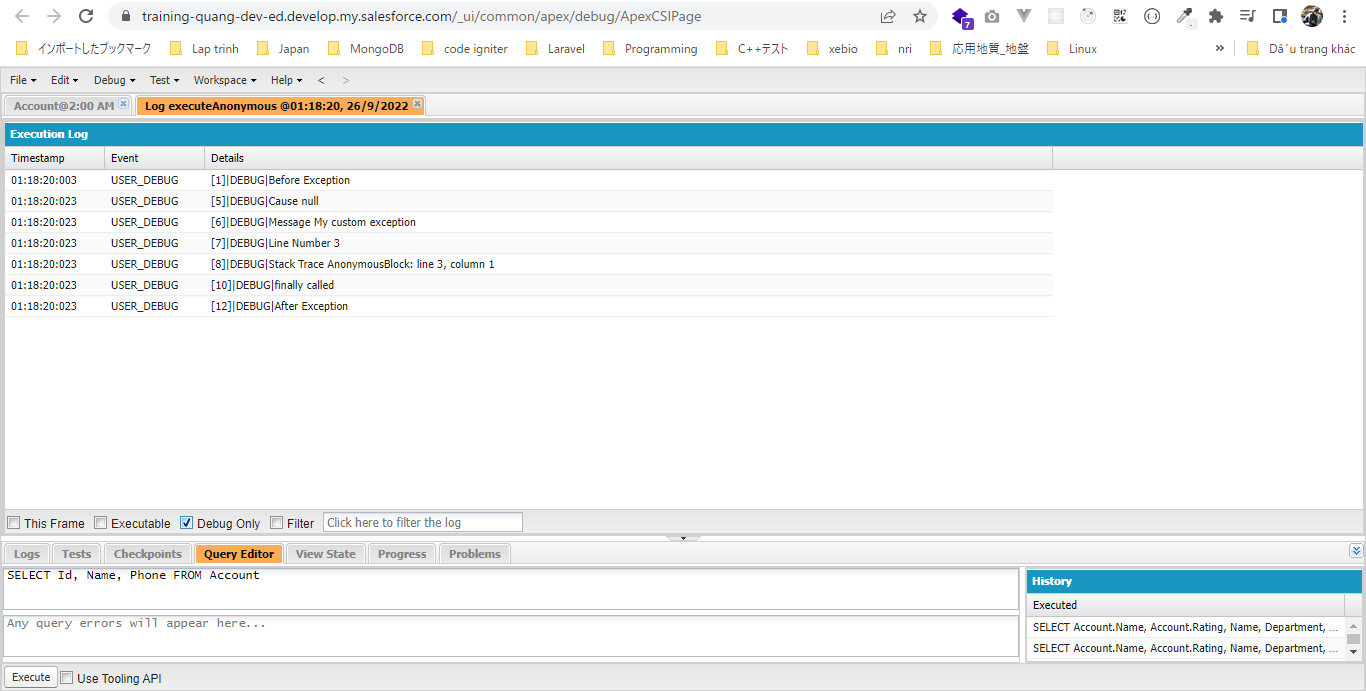 training-quang-dev-ed.develop.my.salesforce.com/_ui/common/apex/debug/ApexCSIPage
7
インポートしたブックマーク Lap trinh Japan MongoDB code igniter Laravel Programming C++テスト xebio nri 応用地質_地盤 Linux » Dấu trang khác
File Edit Debug Test Workspace Help < >
Account@2:00 AM Log executeAnonymous @01:18:20, 26/9/2022
Execution Log
Timestamp Event Details
01:18:20:003 USER_DEBUG [1]|DEBUG|Before Exception
01:18:20:023 USER_DEBUG [5]|DEBUG|Cause null
01:18:20:023 USER_DEBUG [6]|DEBUG|Message My custom exception
01:18:20:023 USER_DEBUG [7]|DEBUG|Line Number 3
01:18:20:023 USER_DEBUG [8]|DEBUG|Stack Trace AnonymousBlock: line 3, column 1
01:18:20:023 USER_DEBUG [10]|DEBUG|finally called
01:18:20:023 USER_DEBUG [12]|DEBUG|After Exception
This Frame Executable Debug Only Filter Click here to filter the log
Logs Tests Checkpoints Query Editor View State Progress Problems
SELECT Id, Name, Phone FROM Account
Any query errors will appear here...
History
Executed
SELECT Account.Name, Account.Rating, Name, Department, ...
SELECT Account.Name, Account.Rating, Name, Department, ...
Execute Use Tooling API